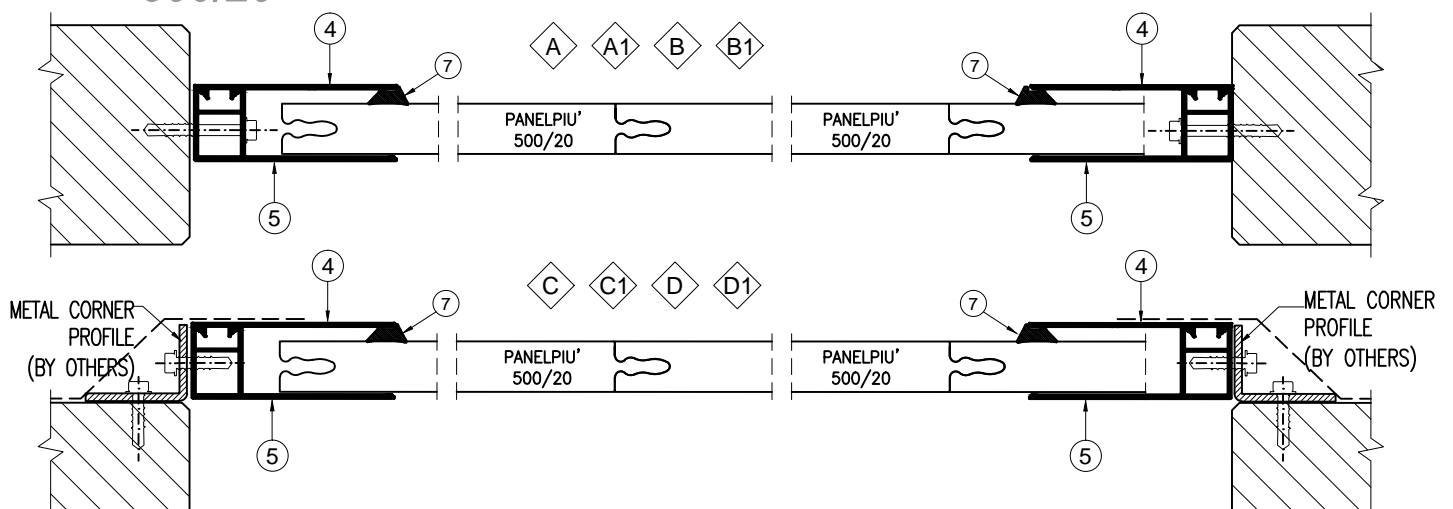 4
A A1 B B1
4
7
7
PANELPIU'
500/20
PANELPIU'
500/20
5
5
4
C C1 D D1
4
7
7
METAL CORNER
PROFILE
(BY OTHERS)
METAL CORNER
PROFILE
(BY OTHERS)
PANELPIU'
500/20
PANELPIU'
500/20
5
5